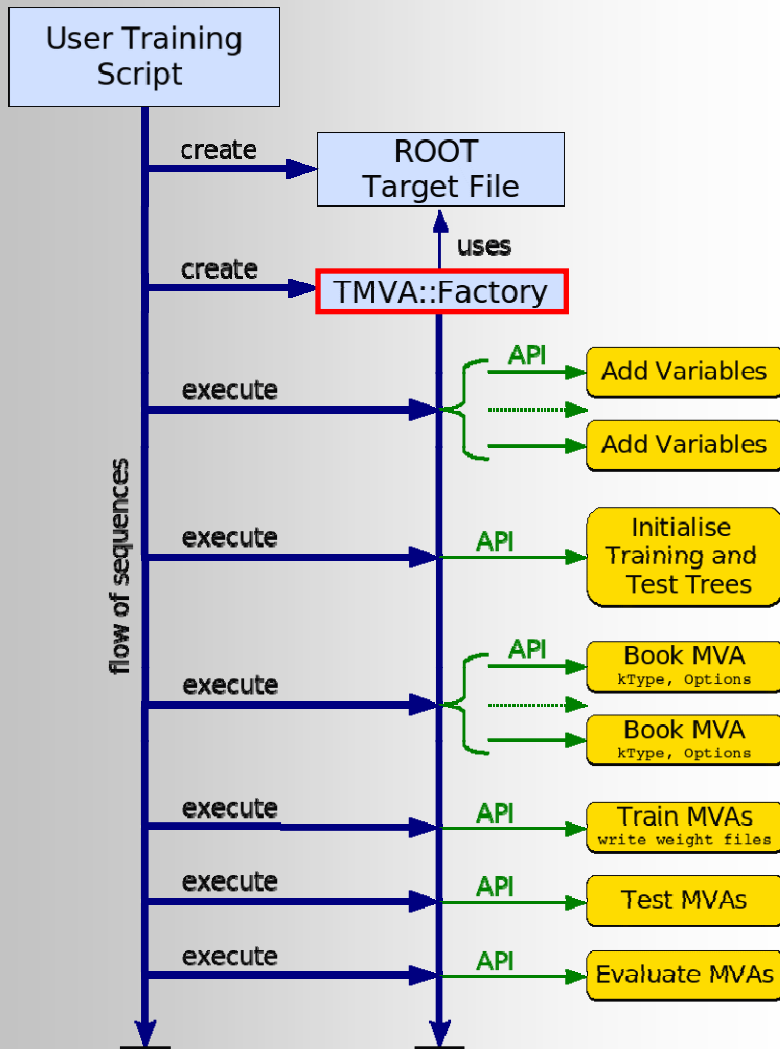 User Training
Script
create
ROOT
Target File
uses
create
TMVA::Factory
API
Add Variables
execute
Add Variables
flow of sequences
execute
API
Initialise
Training and
Test Trees
API
Book MVA
kType, Options
execute
Book MVA
kType, Options
execute
API
Train MVAs
write weight files
execute
API
Test MVAs
execute
API
Evaluate MVAs